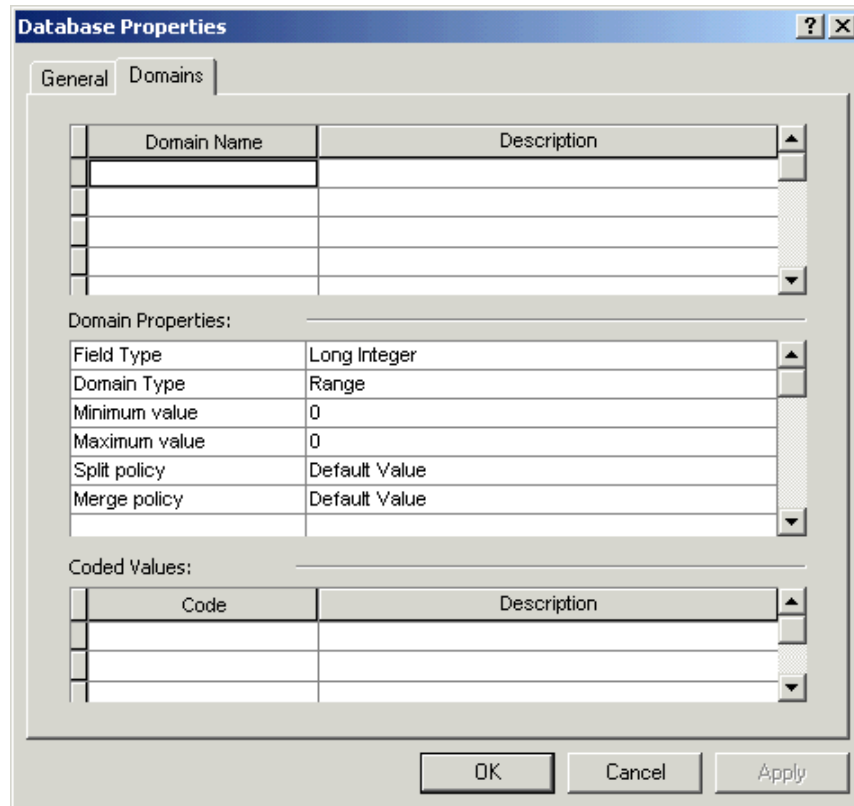 Database Properties
General Domains
Domain Name Description
Domain Properties:
Field Type Long Integer
Domain Type Range
Minimum value 0
Maximum value 0
Split policy Default Value
Merge policy Default Value
Coded Values:
Code Description
OK Cancel Apply